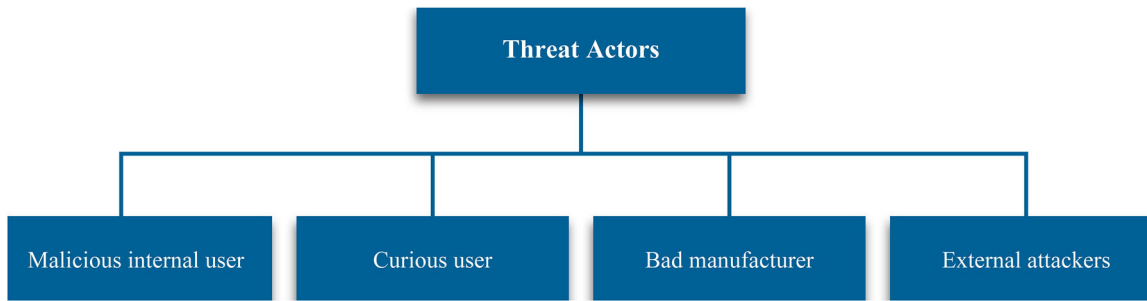 Threat Actors
Malicious internal user
Curious user
Bad manufacturer
External attackers